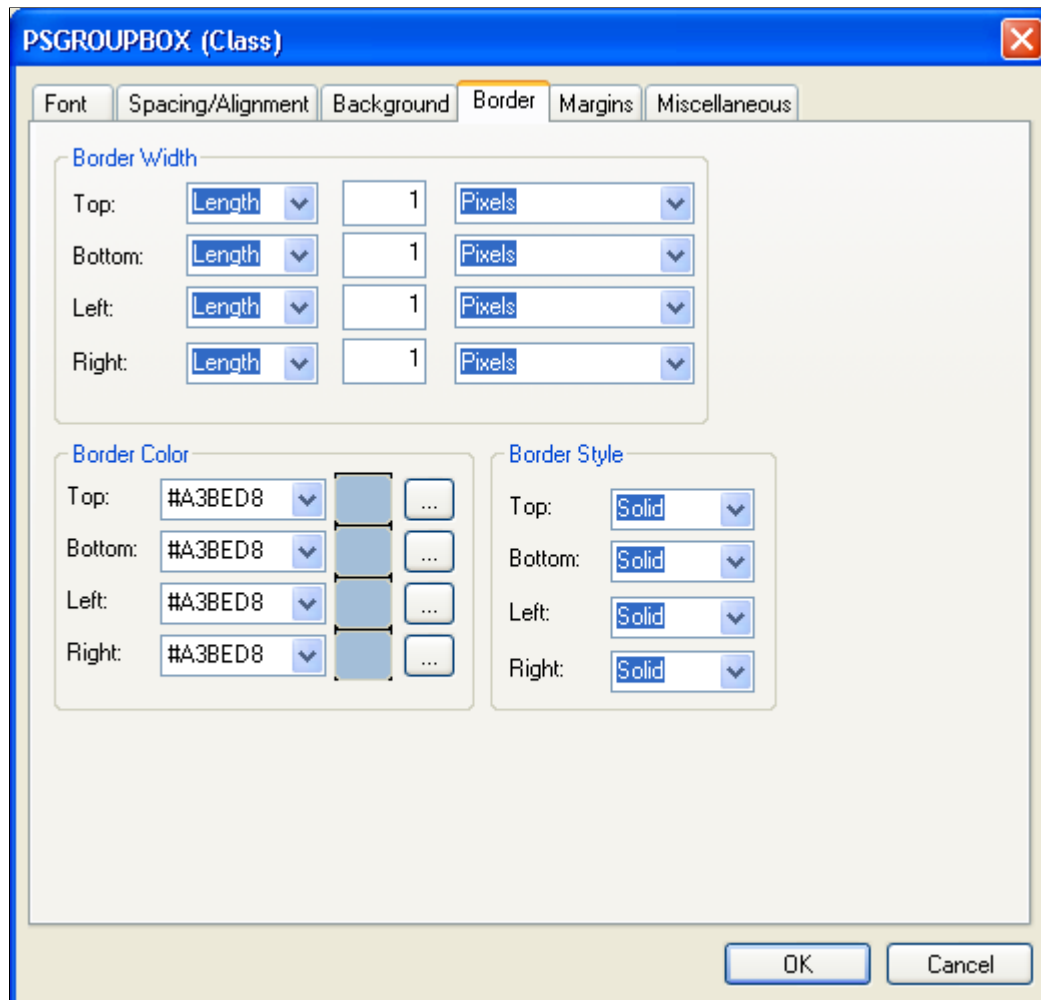 PSGROUPBOX (Class)
Font Spacing/Alignment Background Border Margins Miscellaneous
Border Width
Top: Length 1 Pixels
Bottom: Length 1 Pixels
Left: Length 1 Pixels
Right: Length 1 Pixels
Border Color
Top: #A3BED8 ...
Bottom: #A3BED8 ...
Left: #A3BED8 ...
Right: #A3BED8 ...
Border Style
Top: Solid
Bottom: Solid
Left: Solid
Right: Solid
OK Cancel